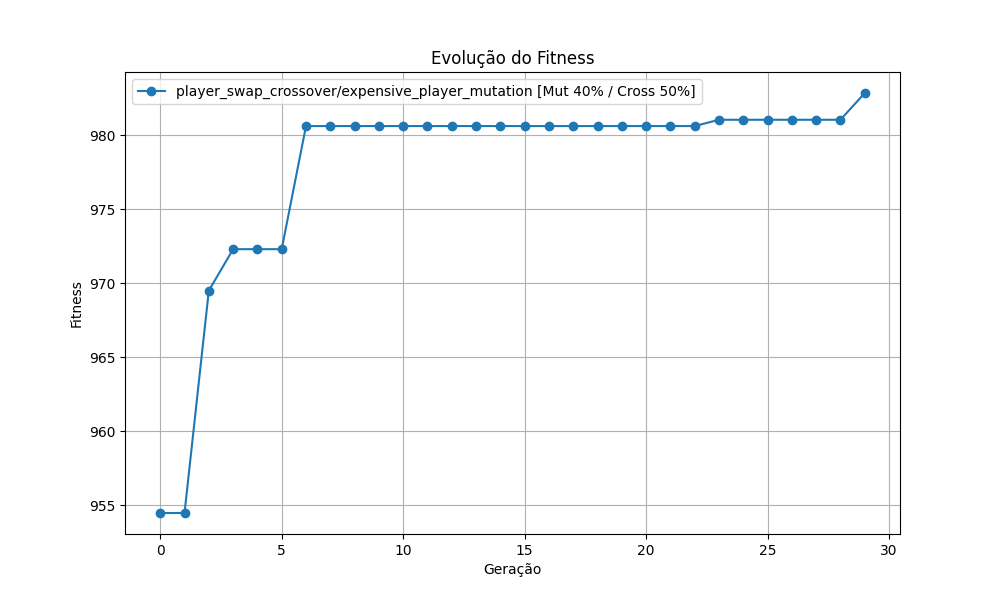 Evolução do Fitness
player_swap_crossover/expensive_player_mutation [Mut 40% / Cross 50%]
Fitness
980
975
970
965
960
955
0 5 10 15 20 25 30
Geração